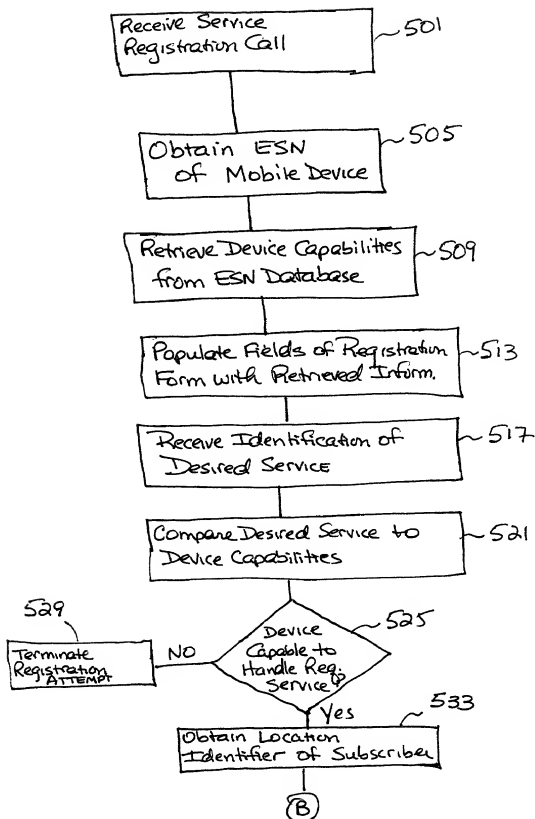 Receive Service
Registration Call
501
Obtain ESN
of Mobile Device
505
Retrieve Device Capabilities
from ESN Database
509
Populate Fields of Registration
Form with Retrieved Inform.
513
Receive Identification of
Desired Service
517
Compare Desired Service to
Device Capabilities
521
525
Device
Capable to
Handle Req.
Service?
529
NO
Terminate
Registration
ATTEMPT
Yes
533
Obtain Location
Identifier of Subscriber
B